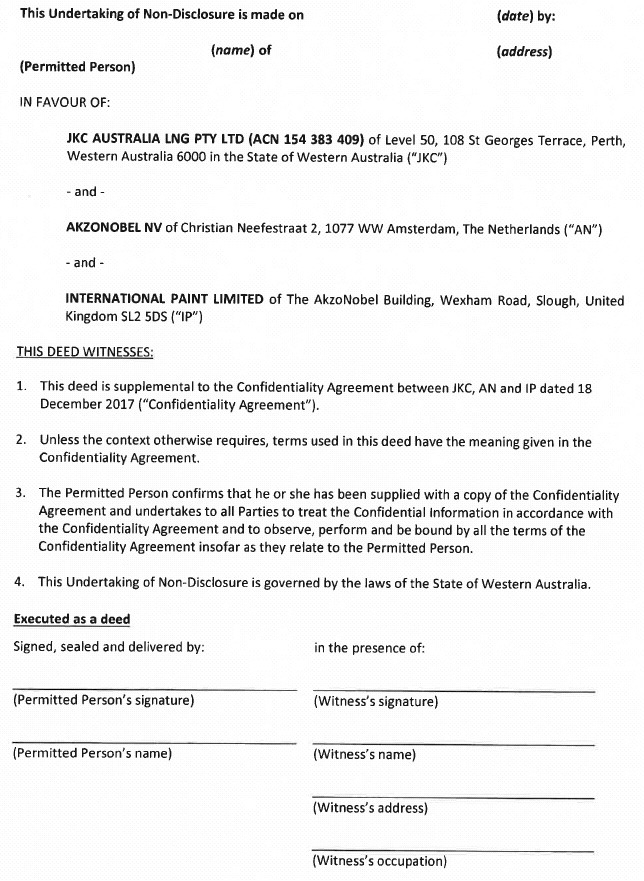 This Undertaking of Non-Disclosure is made on (date) by:
(name) of (address)
(Permitted Person)
IN FAVOUR OF:
JKC AUSTRALIA LNG PTY LTD (ACN 154 383 409) of Level 50, 108 St Georges Terrace, Perth,
Western Australia 6000 in the State of Western Australia ("JKC")
- and -
AKZONOBEL NV of Christian Neefestraat 2, 1077 WW Amsterdam, The Netherlands ("AN")
- and -
INTERNATIONAL PAINT LIMITED of The AkzoNobel Building, Wexham Road, Slough, United
Kingdom SL2 5DS ("IP")
THIS DEED WITNESSES:
1. This deed is supplemental to the Confidentiality Agreement between JKC, AN and IP dated 18
December 2017 ("Confidentiality Agreement").
2. Unless the context otherwise requires, terms used in this deed have the meaning given in the
Confidentiality Agreement.
3. The Permitted Person confirms that he or she has been supplied with a copy of the Confidentiality
Agreement and undertakes to all Parties to treat the Confidential Information in accordance with
the Confidentiality Agreement and to observe, perform and be bound by all the terms of the
Confidentiality Agreement insofar as they relate to the Permitted Person.
4. This Undertaking of Non-Disclosure is governed by the laws of the State of Western Australia.
Executed as a deed
Signed, sealed and delivered by: in the presence of:
(Permitted Person's signature) (Witness's signature)
(Permitted Person's name) (Witness's name)
(Witness's address)
(Witness's occupation)